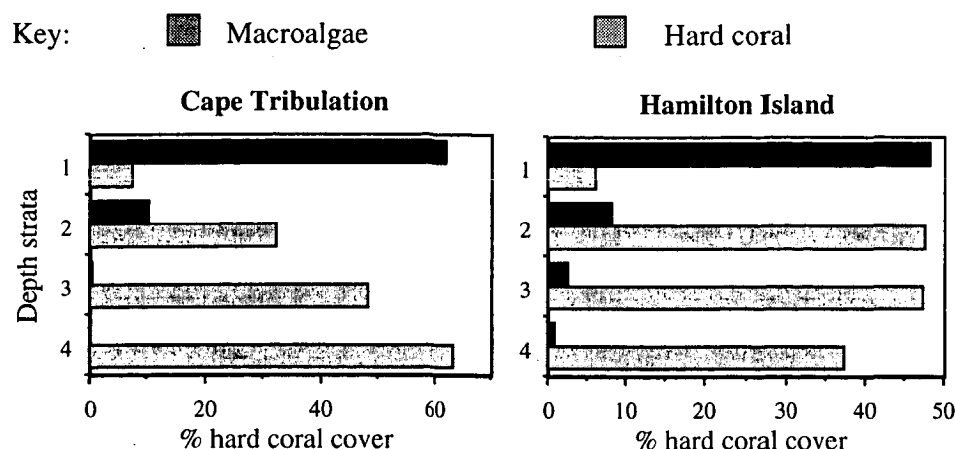 Key: Macroalgae Hard coral
Cape Tribulation
Depth strata
1
2
3
4
0 20 40 60
% hard coral cover
Hamilton Island
1
2
3
4
0 10 20 30 40 50
% hard coral cover